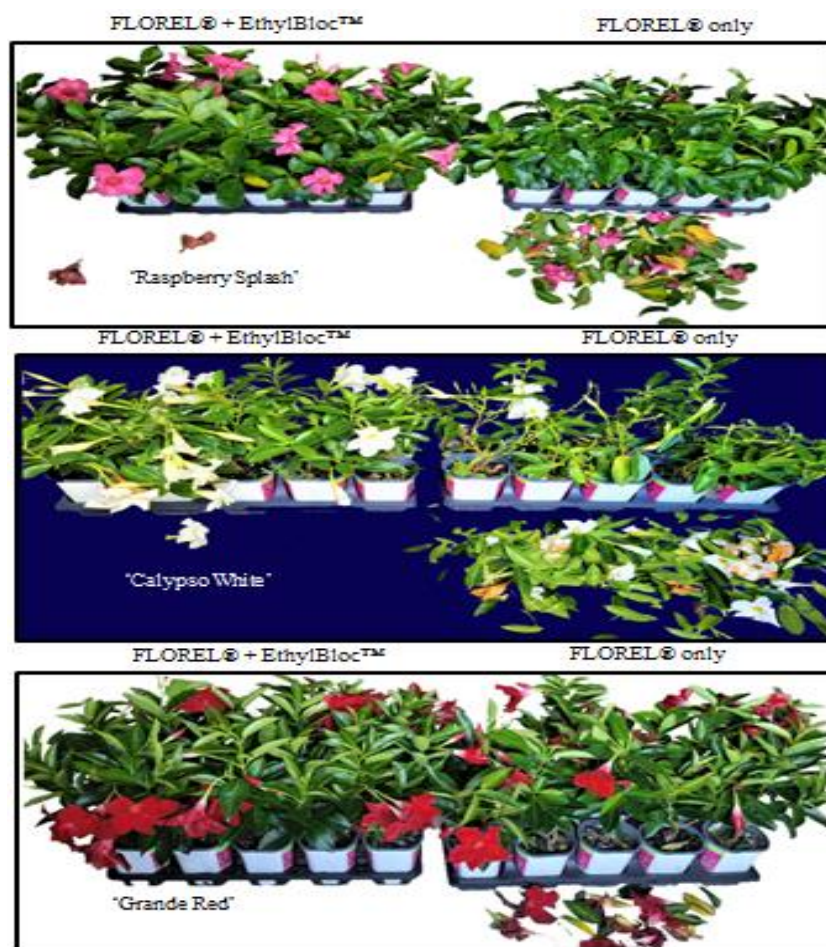 FLOREL® + EthylBloc™ FLOREL® only
'Raspberry Splash'
FLOREL® + EthylBloc™ FLOREL® only
"Calypso White"
FLOREL® + EthylBloc™ FLOREL® only
'Grande Red'